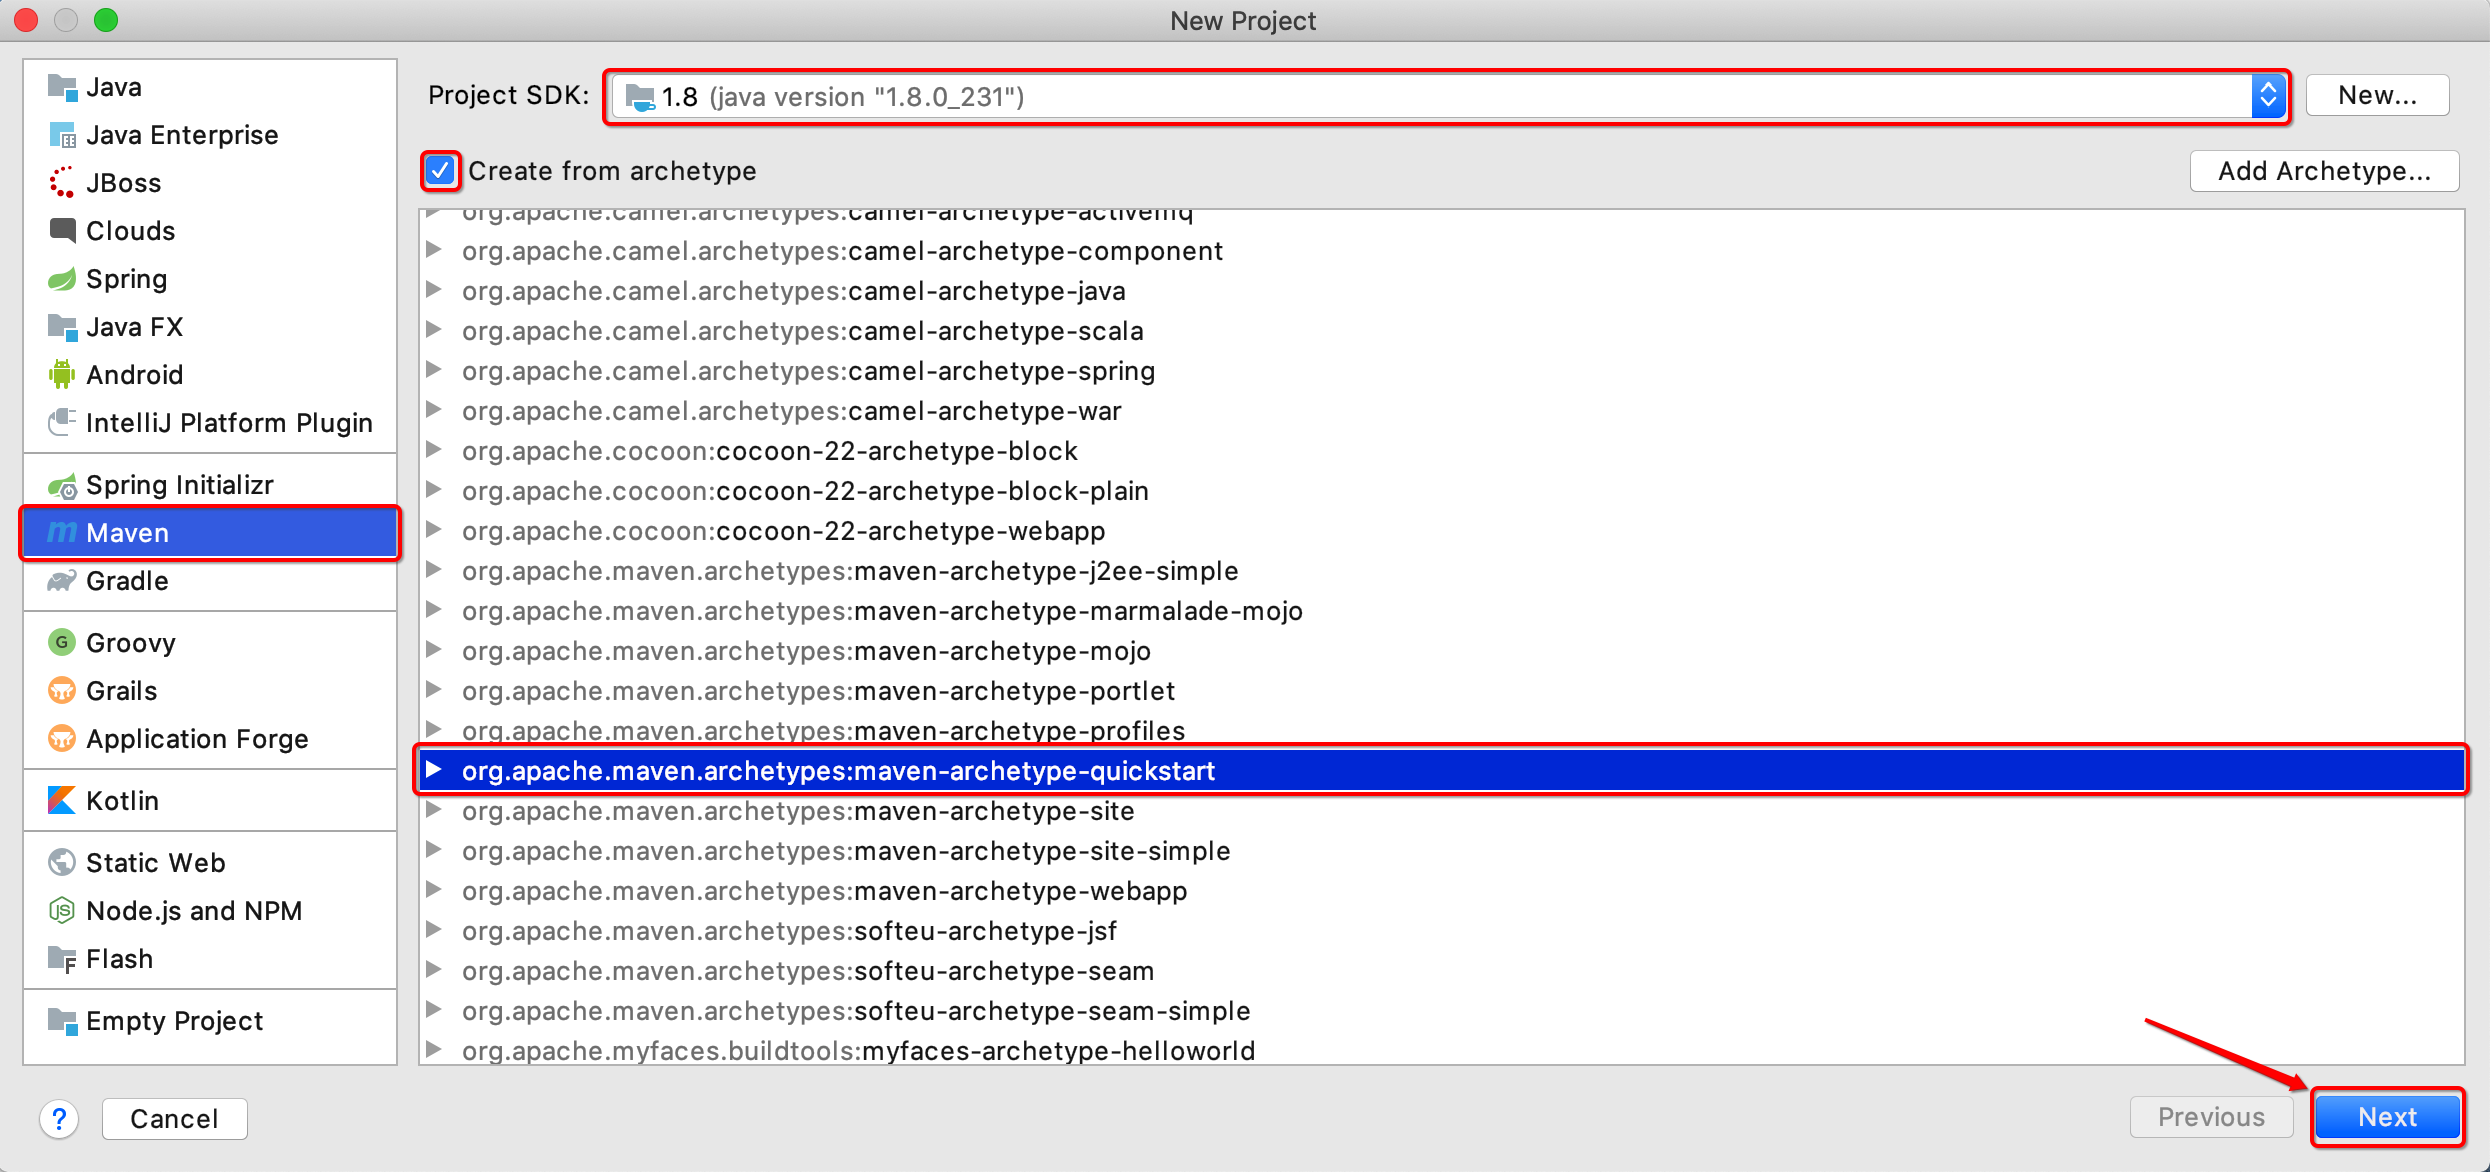 New Project
Java
Java Enterprise
JBoss
Clouds
Spring
Java FX
Android
IntelliJ Platform Plugin
Spring Initializr
Maven
Gradle
Groovy
Grails
Application Forge
Kotlin
Static Web
Node.js and NPM
Flash
Empty Project
Project SDK: 1.8 (java version "1.8.0_231") New...
Create from archetype Add Archetype...
org.apache.camel.archetypes:camel-archetype-activemq
org.apache.camel.archetypes:camel-archetype-component
org.apache.camel.archetypes:camel-archetype-java
org.apache.camel.archetypes:camel-archetype-scala
org.apache.camel.archetypes:camel-archetype-spring
org.apache.camel.archetypes:camel-archetype-war
org.apache.cocoon:cocoon-22-archetype-block
org.apache.cocoon:cocoon-22-archetype-block-plain
org.apache.cocoon:cocoon-22-archetype-webapp
org.apache.maven.archetypes:maven-archetype-j2ee-simple
org.apache.maven.archetypes:maven-archetype-marmalade-mojo
org.apache.maven.archetypes:maven-archetype-mojo
org.apache.maven.archetypes:maven-archetype-portlet
org.apache.maven.archetypes:maven-archetype-profiles
org.apache.maven.archetypes:maven-archetype-quickstart
org.apache.maven.archetypes:maven-archetype-site
org.apache.maven.archetypes:maven-archetype-site-simple
org.apache.maven.archetypes:maven-archetype-webapp
org.apache.maven.archetypes:softeu-archetype-jsf
org.apache.maven.archetypes:softeu-archetype-seam
org.apache.maven.archetypes:softeu-archetype-seam-simple
org.apache.myfaces.buildtools:myfaces-archetype-helloworld
? Cancel Previous Next